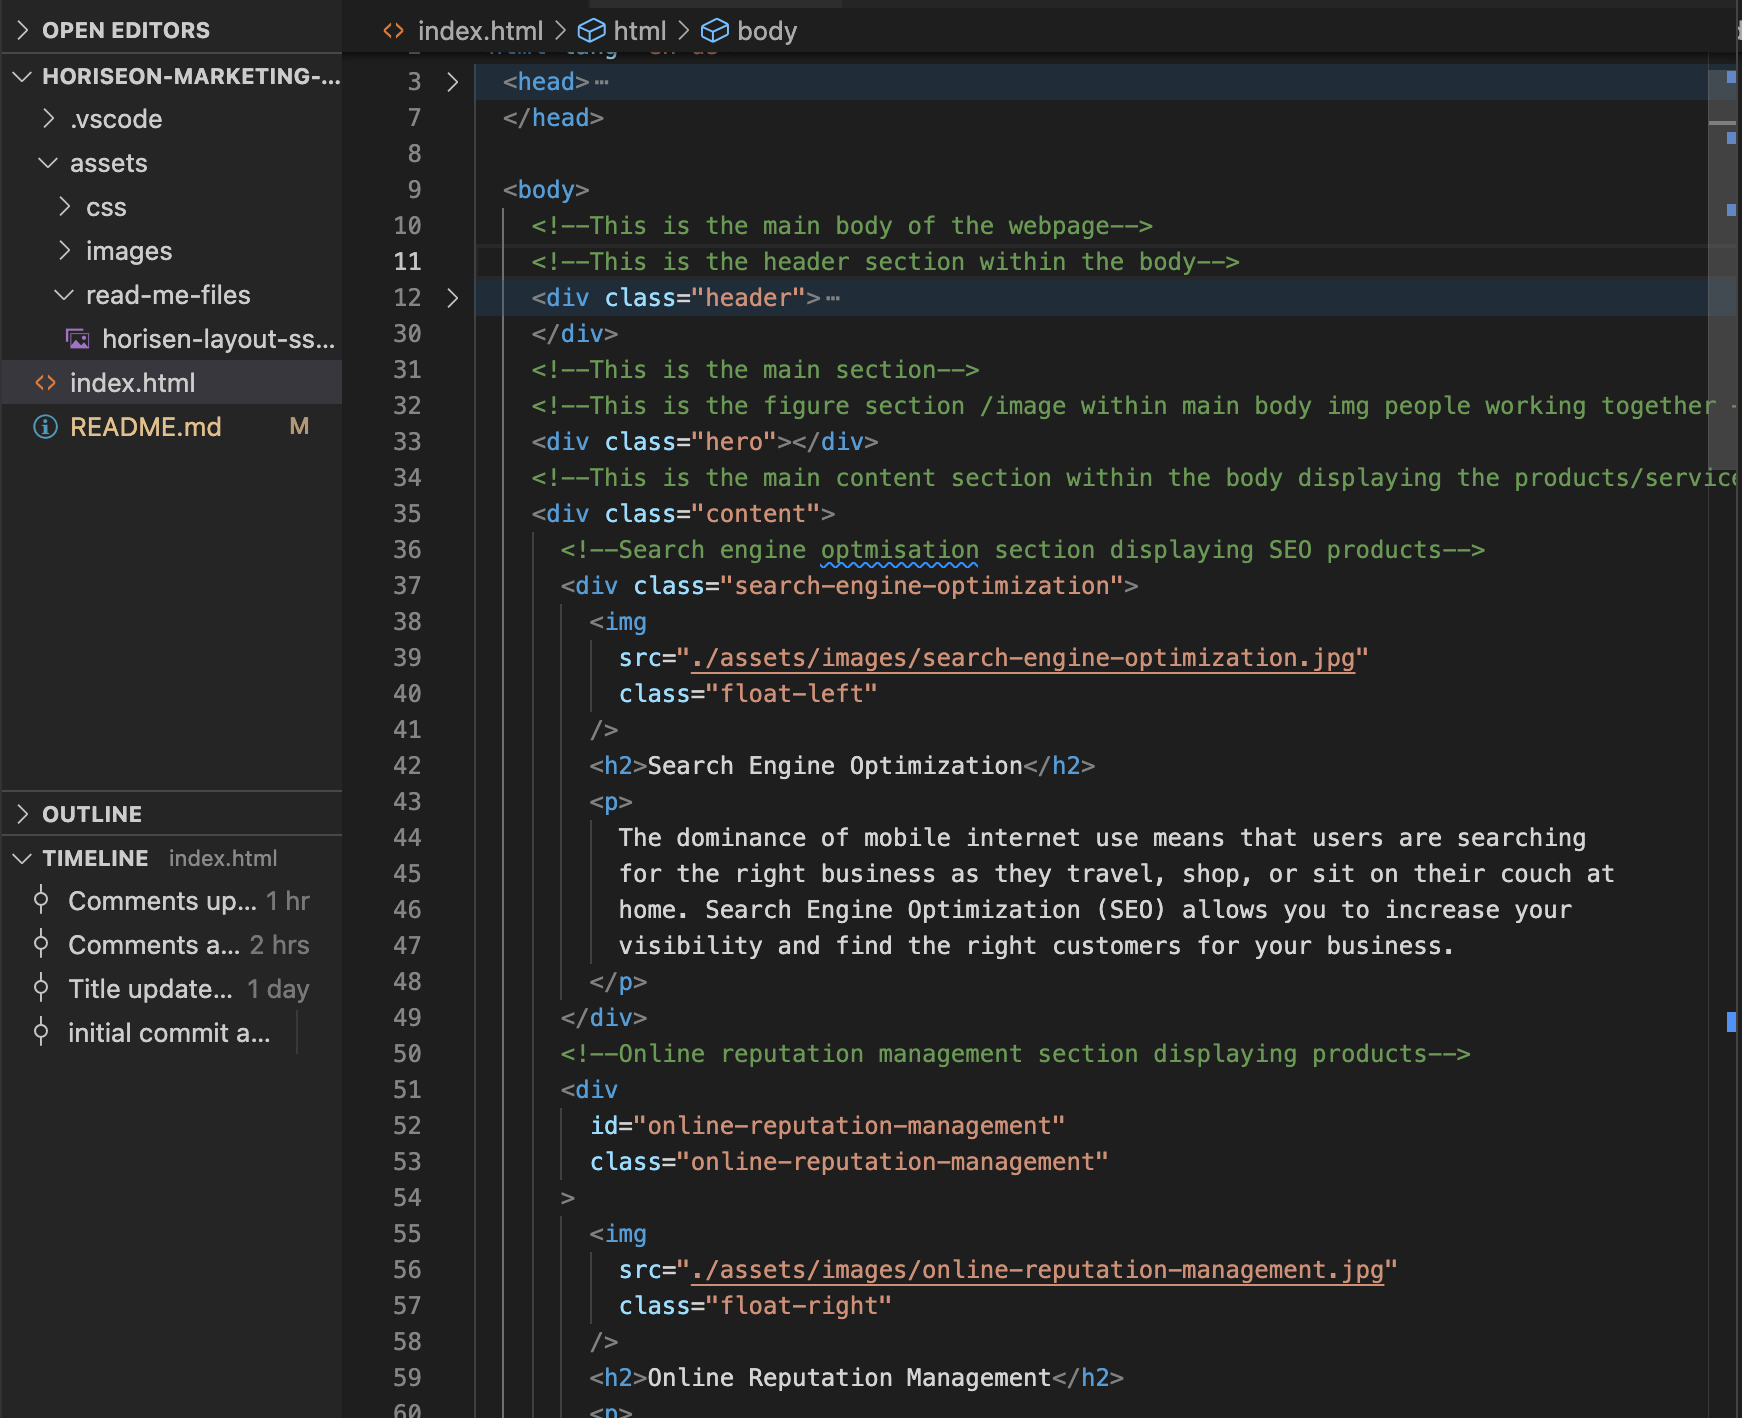 OPEN EDITORS
HORISEON-MARKETING-...
.vscode
assets
css
images
read-me-files
horisen-layout-ss...
index.html
README.md M
OUTLINE
TIMELINE index.html
Comments up... 1 hr
Comments a... 2 hrs
Title update... 1 day
initial commit a...
index.html > html > body
3 <head>…
7 </head>
8
9 <body>
10 <!--This is the main body of the webpage-->
11 <!--This is the header section within the body-->
12 <div class="header">…
30 </div>
31 <!--This is the main section-->
32 <!--This is the figure section /image within main body img people working together
33 <div class="hero"></div>
34 <!--This is the main content section within the body displaying the products/service
35 <div class="content">
36 <!--Search engine optmisation section displaying SEO products-->
37 <div class="search-engine-optimization">
38 <img
39 src="./assets/images/search-engine-optimization.jpg"
40 class="float-left"
41 />
42 <h2>Search Engine Optimization</h2>
43 <p>
44 The dominance of mobile internet use means that users are searching
45 for the right business as they travel, shop, or sit on their couch at
46 home. Search Engine Optimization (SEO) allows you to increase your
47 visibility and find the right customers for your business.
48 </p>
49 </div>
50 <!--Online reputation management section displaying products-->
51 <div
52 id="online-reputation-management"
53 class="online-reputation-management"
54 >
55 <img
56 src="./assets/images/online-reputation-management.jpg"
57 class="float-right"
58 />
59 <h2>Online Reputation Management</h2>
60 <p>